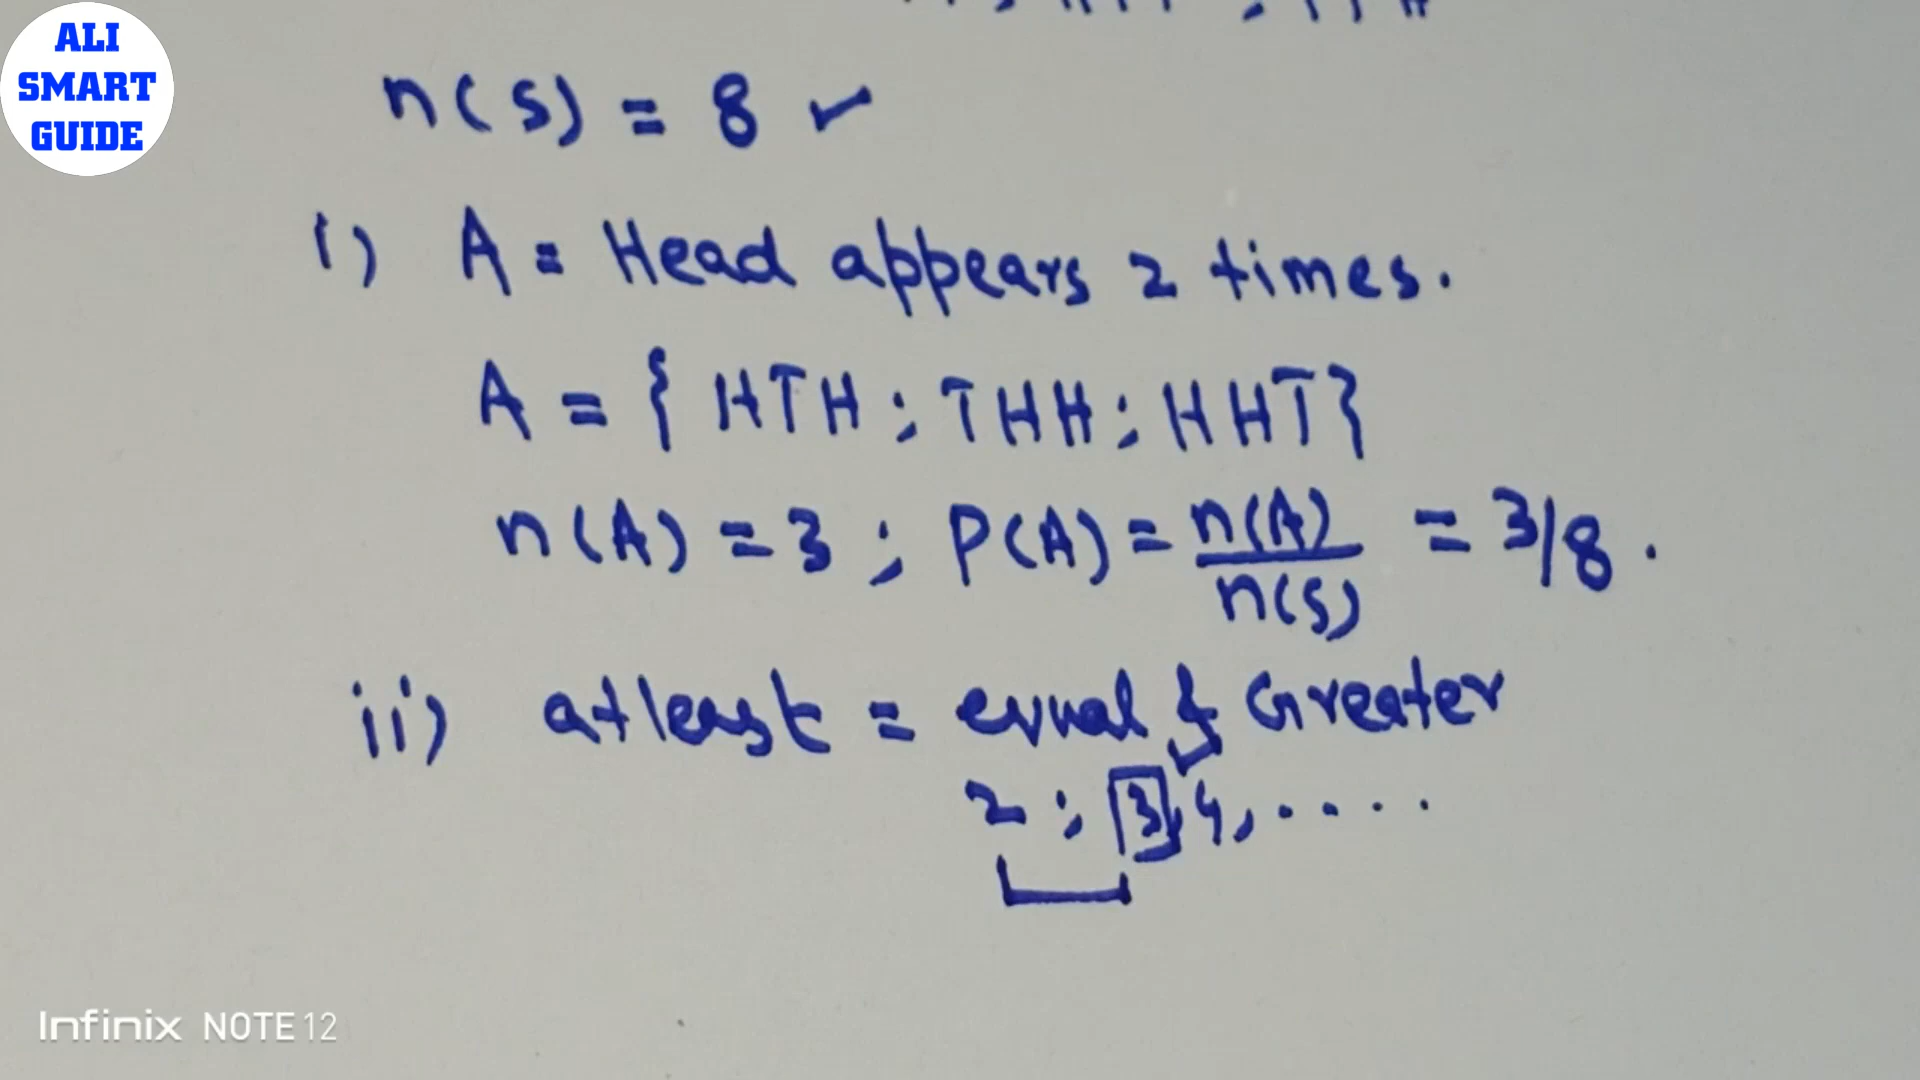 ALI
SMART
GUIDE
n(s) = 8 ✓
i) A = Head appears 2 times.
A = { HTH ; THH ; HHT }
n(A) = 3 ; P(A) = n(A)/n(s) = 3/8 .
ii) atleast = equal & Greater
2 ; 3, 4, . . . .
Infinix NOTE 12